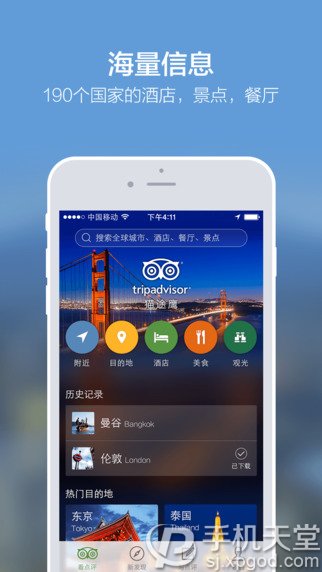 海量信息
190个国家的酒店，景点，餐厅
中国移动 下午4:11
搜索全球城市、酒店、餐厅、景点
tripadvisor®
猫途鹰
附近 目的地 酒店 美食 观光
历史记录
曼谷 Bangkok
伦敦 London
已下载
热门目的地
东京 泰国
Tokyo Thailand
看点评 新发现
手机天堂
sj.xpgod.com